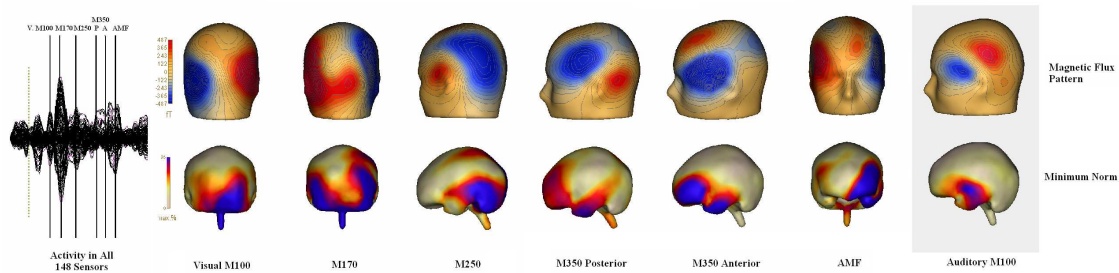 M350
V. M100 M170 M250 P A AMF
487
365
243
122
0
-122
-243
-365
-487
fT
Magnetic Flux
Pattern
max %
0
Minimum Norm
Activity in All
148 Sensors
Visual M100
M170
M250
M350 Posterior
M350 Anterior
AMF
Auditory M100